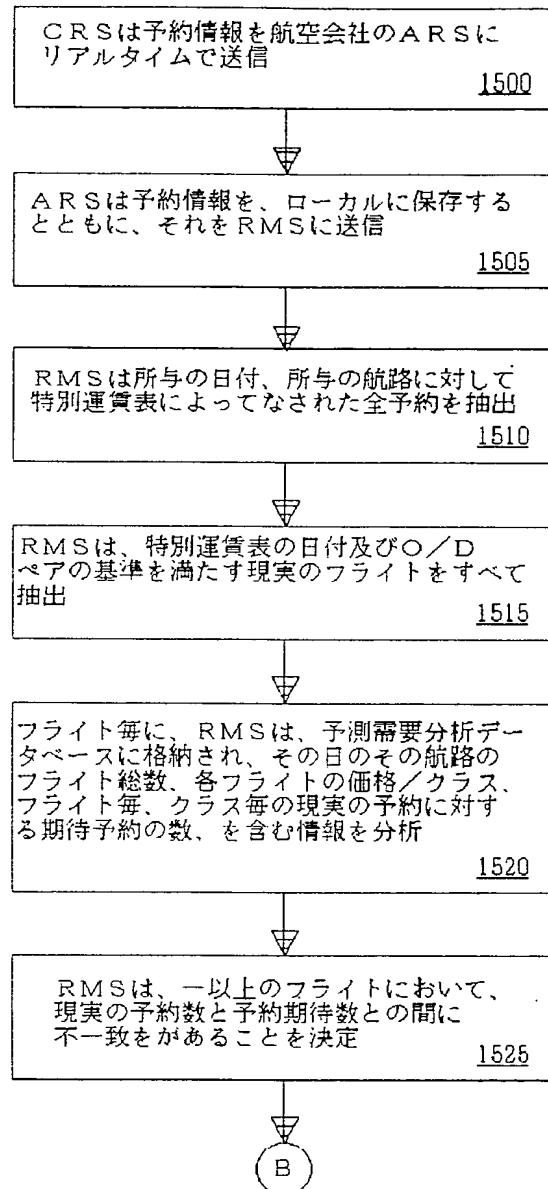 ＣＲＳは予約情報を航空会社のＡＲＳに
リアルタイムで送信
1500
ＡＲＳは予約情報を、ローカルに保存する
とともに、それをＲＭＳに送信
1505
ＲＭＳは所与の日付、所与の航路に対して
特別運賃表によってなされた全予約を抽出
1510
ＲＭＳは、特別運賃表の日付及びＯ／Ｄ
ペアの基準を満たす現実のフライトをすべて
抽出
1515
フライト毎に、ＲＭＳは、予測需要分析デー
タベースに格納され、その日のその航路の
フライト総数、各フライトの価格／クラス、
フライト毎、クラス毎の現実の予約に対す
る期待予約の数、を含む情報を分析
1520
ＲＭＳは、一以上のフライトにおいて、
現実の予約数と予約期待数との間に
不一致をがあることを決定
1525
B